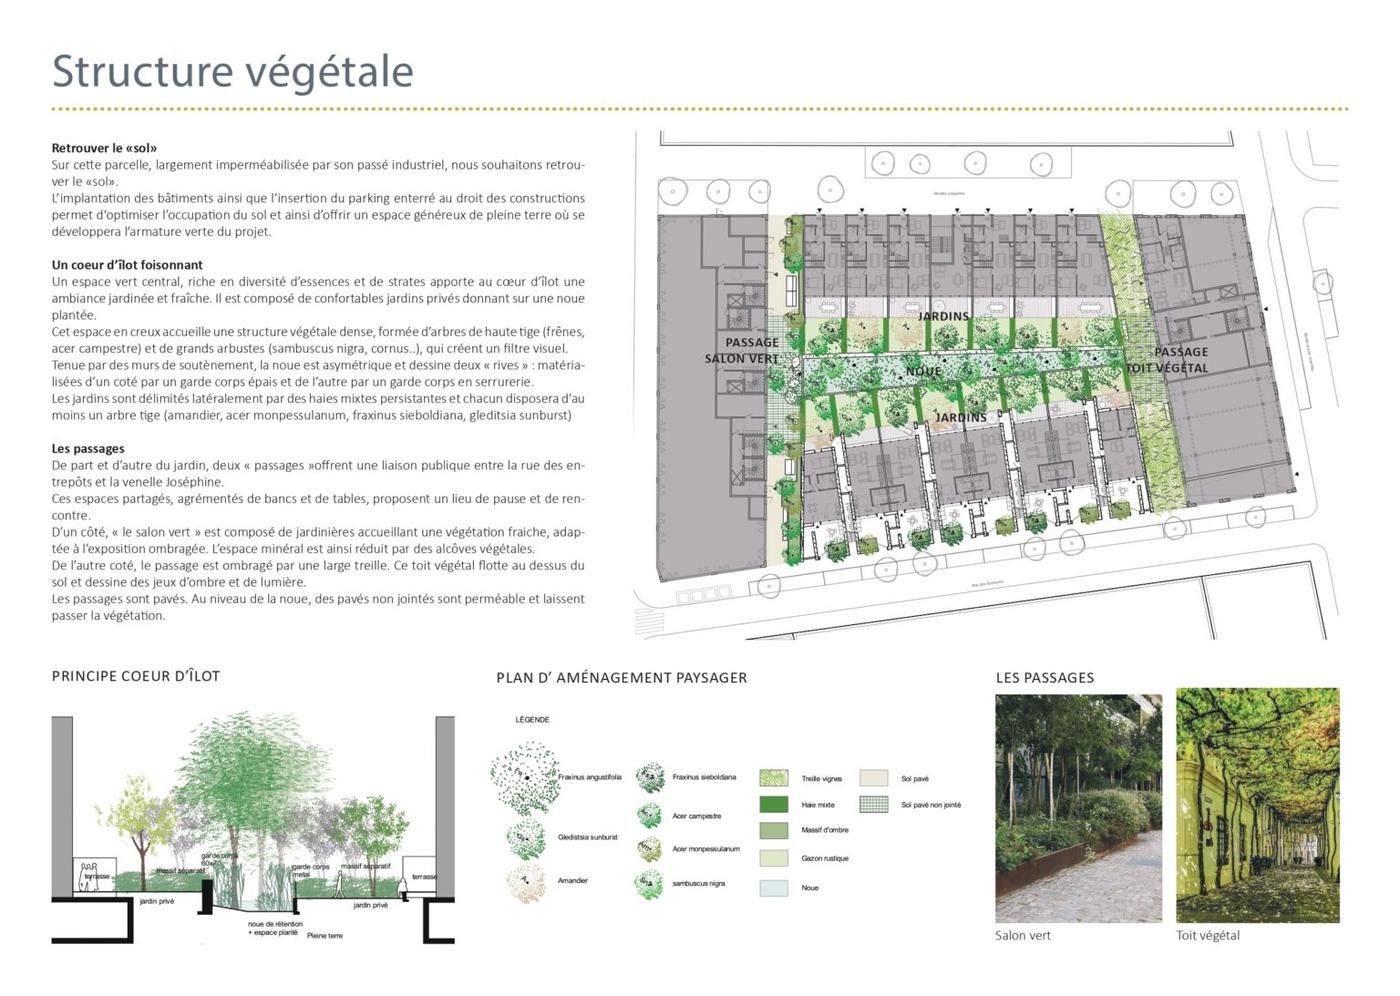 Structure végétale
Retrouver le «sol»
Sur cette parcelle, largement imperméabilisée par son passé industriel, nous souhaitons retrou-
ver le «sol».
L'implantation des bâtiments ainsi que l'insertion du parking enterré au droit des constructions
permet d'optimiser l'occupation du sol et ainsi d'offrir un espace généreux de pleine terre où se
développera l'armature verte du projet.
Un coeur d'îlot foisonnant
Un espace vert central, riche en diversité d'essences et de strates apporte au cœur d'îlot une
ambiance jardinée et fraîche. Il est composé de confortables jardins privés donnant sur une noue
plantée.
Cet espace en creux accueille une structure végétale dense, formée d'arbres de haute tige (frênes,
acer campestre) et de grands arbustes (sambuscus nigra, cornus..), qui créent un filtre visuel.
Tenue par des murs de soutènement, la noue est asymétrique et dessine deux « rives » : matéria-
lisées d'un coté par un garde corps épais et de l'autre par un garde corps en serrurerie.
Les jardins sont délimités latéralement par des haies mixtes persistantes et chacun disposera d'au
moins un arbre tige (amandier, acer monpessulanum, fraxinus sieboldiana, gleditsia sunburst)
Les passages
De part et d'autre du jardin, deux « passages »offrent une liaison publique entre la rue des en-
trepôts et la venelle Joséphine.
Ces espaces partagés, agrémentés de bancs et de tables, proposent un lieu de pause et de ren-
contre.
D'un côté, « le salon vert » est composé de jardinières accueillant une végétation fraiche, adap-
tée à l'exposition ombragée. L'espace minéral est ainsi réduit par des alcôves végétales.
De l'autre coté, le passage est ombragé par une large treille. Ce toit végétal flotte au dessus du
sol et dessine des jeux d'ombre et de lumière.
Les passages sont pavés. Au niveau de la noue, des pavés non jointés sont perméable et laissent
passer la végétation.
JARDINS
PASSAGE
SALON VERT
NOUE
PASSAGE
TOIT VÉGÉTAL
JARDINS
PRINCIPE COEUR D'ÎLOT
terrasse
massif séparatif
garde corps
60x70
garde corps
metal
massif séparatif
terrasse
jardin privé
jardin privé
noue de rétention
+ espace planté
Pleine terre
PLAN D' AMÉNAGEMENT PAYSAGER
LÉGENDE
Fraxinus angustifolia
Gledistsia sunburst
Amandier
Fraxinus sieboldiana
Acer campestre
Acer monpessulanum
sambuscus nigra
Treille vignes
Haie mixte
Massif d'ombre
Gazon rustique
Noue
Sol pavé
Sol pavé non jointé
LES PASSAGES
Salon vert
Toit végétal